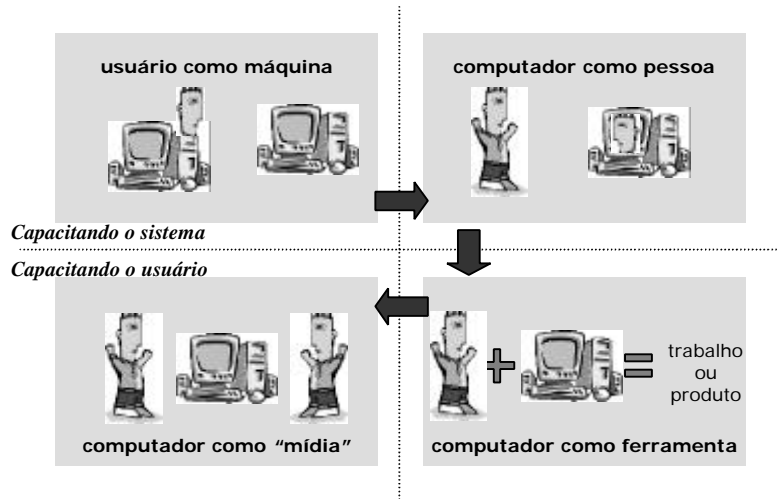 usuário como máquina
computador como pessoa
Capacitando o sistema
Capacitando o usuário
trabalho
ou
produto
computador como “mídia”
computador como ferramenta